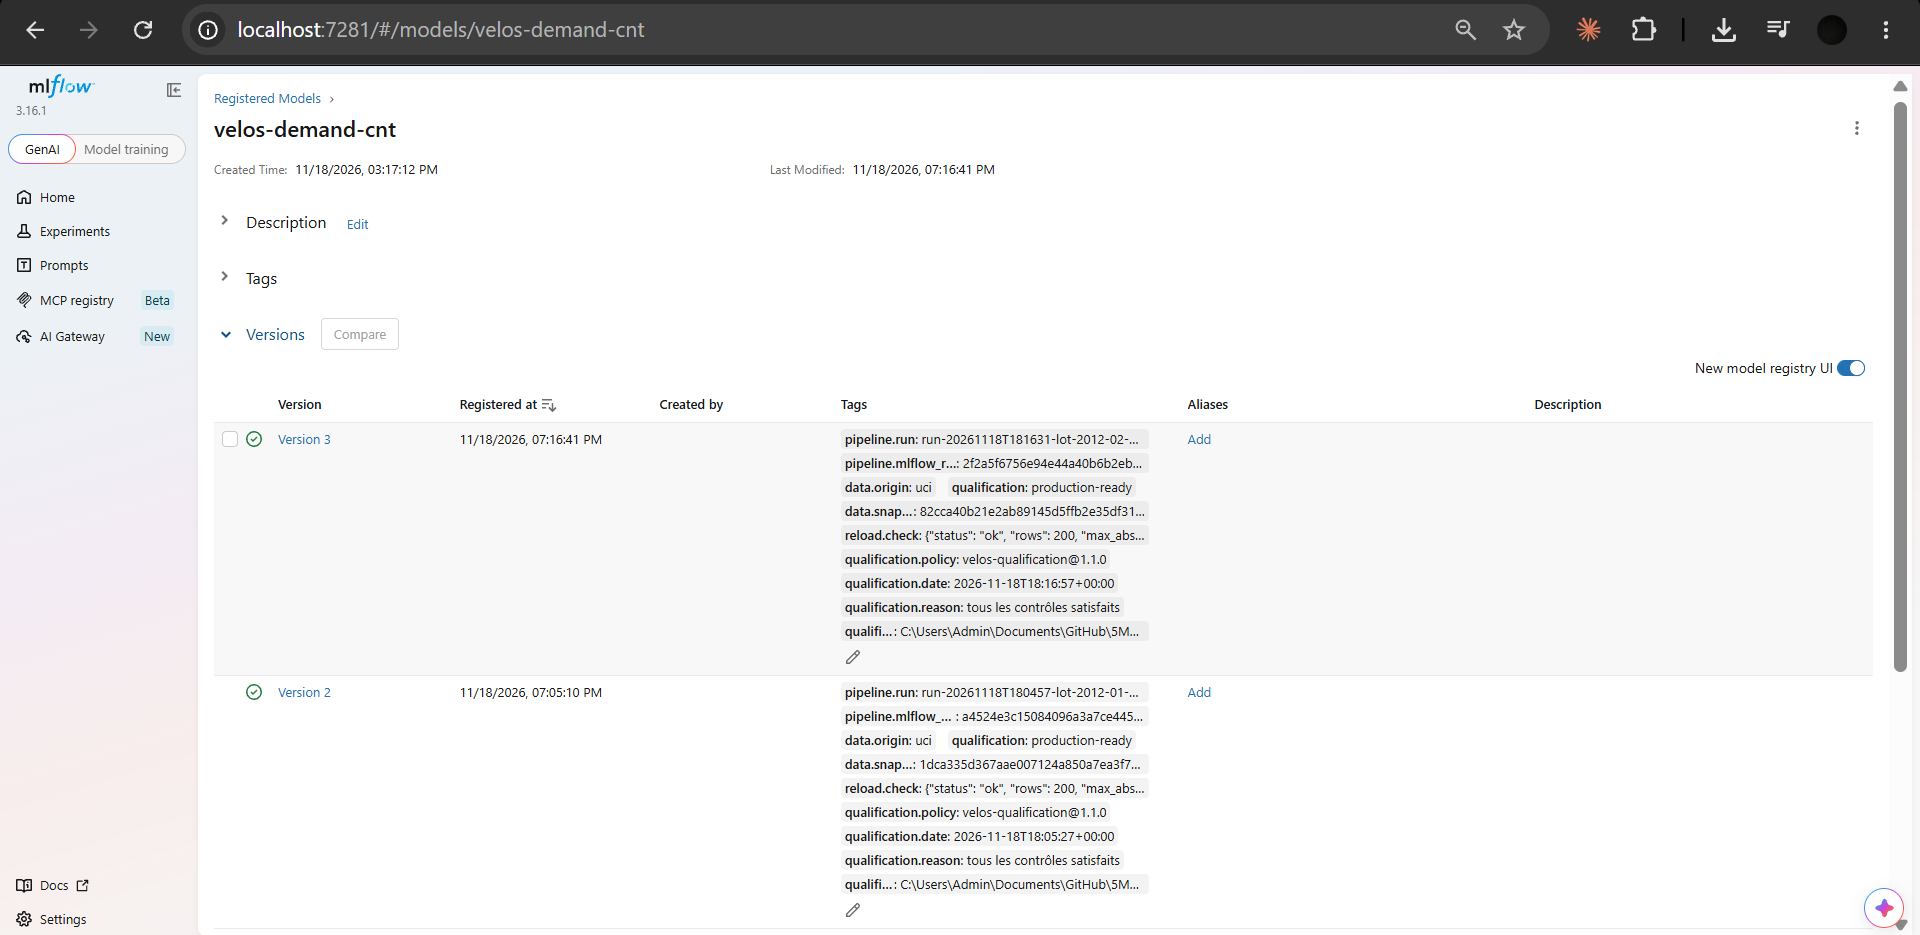 localhost:7281/#/models/velos-demand-cnt
mlflow
3.16.1
GenAI
Model training
Home
Experiments
Prompts
MCP registry Beta
AI Gateway New
Docs
Settings
Registered Models
velos-demand-cnt
Created Time: 11/18/2026, 03:17:12 PM
Last Modified: 11/18/2026, 07:16:41 PM
Description Edit
Tags
Versions Compare
New model registry UI
Version Registered at Created by Tags Aliases Description
Version 3 11/18/2026, 07:16:41 PM
pipeline.run: run-20261118T181631-lot-2012-02-...
Add
pipeline.mlflow_r...: 2f2a5f6756e94e44a40b6b2eb...
data.origin: uci qualification: production-ready
data.snap...: 82cca40b21e2ab89145d5ffb2e35df31...
reload.check: {"status": "ok", "rows": 200, "max_abs...
qualification.policy: velos-qualification@1.1.0
qualification.date: 2026-11-18T18:16:57+00:00
qualification.reason: tous les contrôles satisfaits
qualifi...: C:\Users\Admin\Documents\GitHub\5M...
Version 2 11/18/2026, 07:05:10 PM
pipeline.run: run-20261118T180457-lot-2012-01-...
Add
pipeline.mlflow_... : a4524e3c15084096a3a7ce445...
data.origin: uci qualification: production-ready
data.snap...: 1dca335d367aae007124a850a7ea3f7...
reload.check: {"status": "ok", "rows": 200, "max_abs...
qualification.policy: velos-qualification@1.1.0
qualification.date: 2026-11-18T18:05:27+00:00
qualification.reason: tous les contrôles satisfaits
qualifi...: C:\Users\Admin\Documents\GitHub\5M...